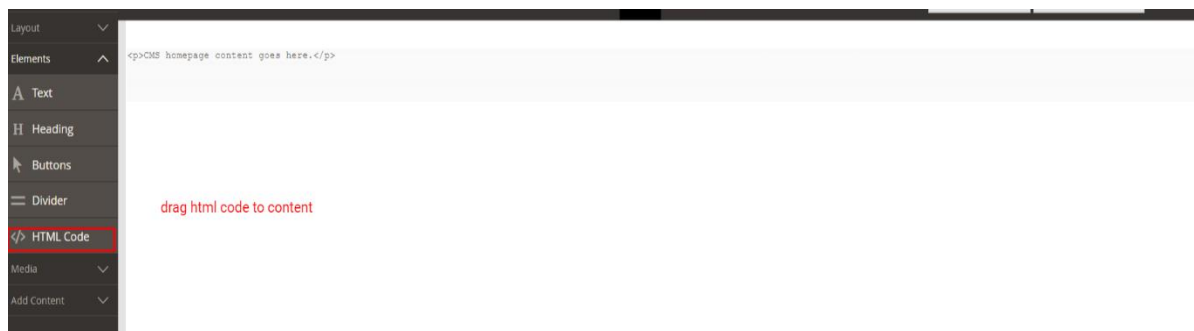 Layout
Elements
<p>CMS homepage content goes here.</p>
A Text
H Heading
Buttons
Divider
drag html code to content
</> HTML Code
Media
Add Content